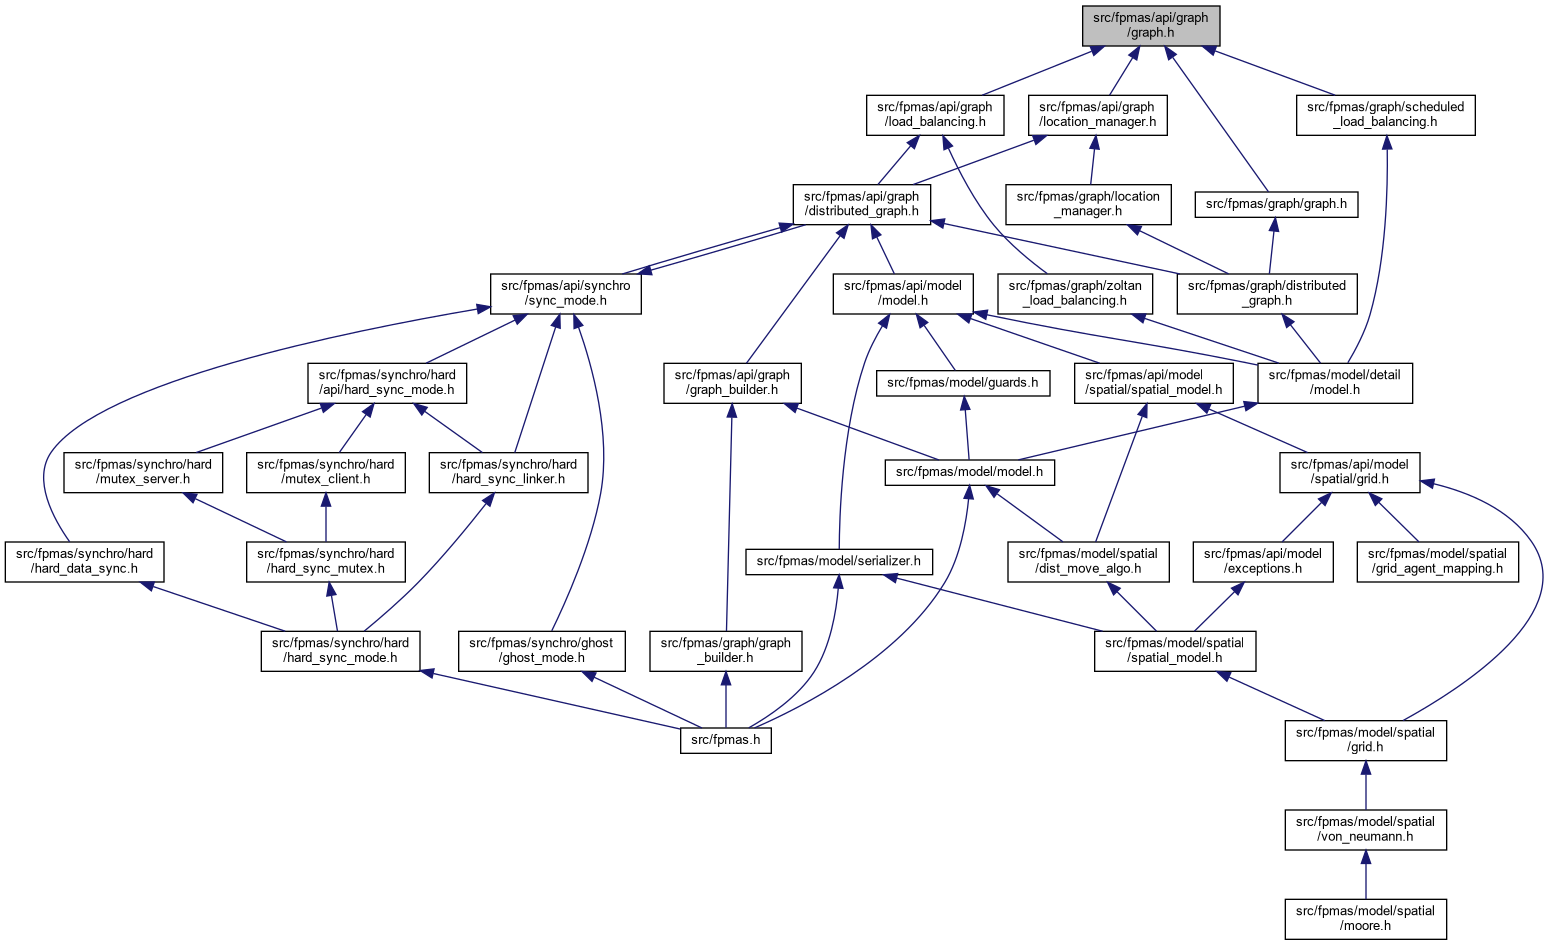 src/fpmas/api/graph
/graph.h
src/fpmas/api/graph
/load_balancing.h
src/fpmas/api/graph
/location_manager.h
src/fpmas/graph/scheduled
_load_balancing.h
src/fpmas/api/graph
/distributed_graph.h
src/fpmas/graph/location
_manager.h
src/fpmas/graph/graph.h
src/fpmas/api/synchro
/sync_mode.h
src/fpmas/api/model
/model.h
src/fpmas/graph/zoltan
_load_balancing.h
src/fpmas/graph/distributed
_graph.h
src/fpmas/synchro/hard
/api/hard_sync_mode.h
src/fpmas/api/graph
/graph_builder.h
src/fpmas/model/guards.h
src/fpmas/api/model
/spatial/spatial_model.h
src/fpmas/model/detail
/model.h
src/fpmas/synchro/hard
/mutex_server.h
src/fpmas/synchro/hard
/mutex_client.h
src/fpmas/synchro/hard
/hard_sync_linker.h
src/fpmas/model/model.h
src/fpmas/api/model
/spatial/grid.h
src/fpmas/synchro/hard
/hard_data_sync.h
src/fpmas/synchro/hard
/hard_sync_mutex.h
src/fpmas/model/serializer.h
src/fpmas/model/spatial
/dist_move_algo.h
src/fpmas/api/model
/exceptions.h
src/fpmas/model/spatial
/grid_agent_mapping.h
src/fpmas/synchro/hard
/hard_sync_mode.h
src/fpmas/synchro/ghost
/ghost_mode.h
src/fpmas/graph/graph
_builder.h
src/fpmas/model/spatial
/spatial_model.h
src/fpmas.h
src/fpmas/model/spatial
/grid.h
src/fpmas/model/spatial
/von_neumann.h
src/fpmas/model/spatial
/moore.h